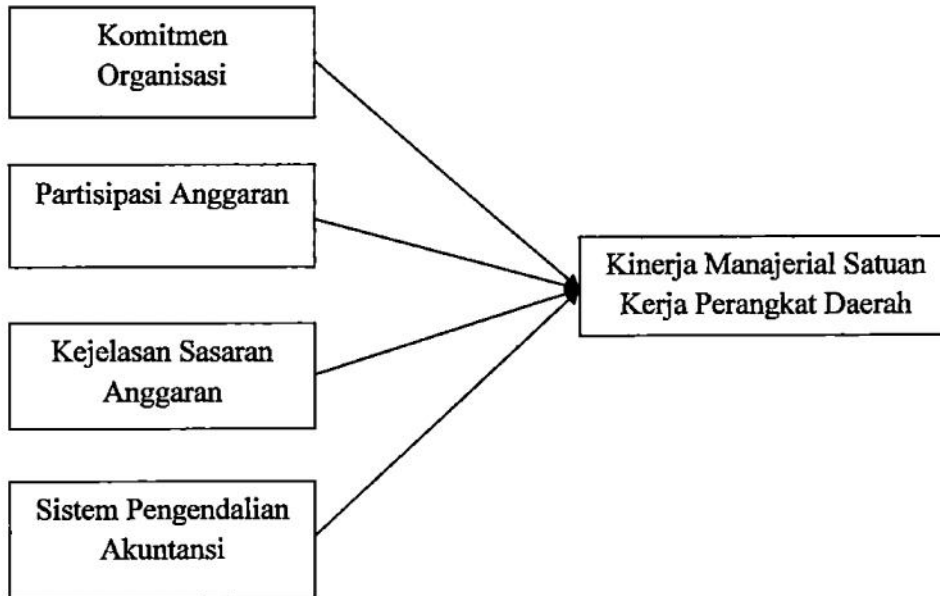 Komitmen
Organisasi
Partisipasi Anggaran
Kinerja Manajerial Satuan
Kerja Perangkat Daerah
Kejelasan Sasaran
Anggaran
Sistem Pengendalian
Akuntansi